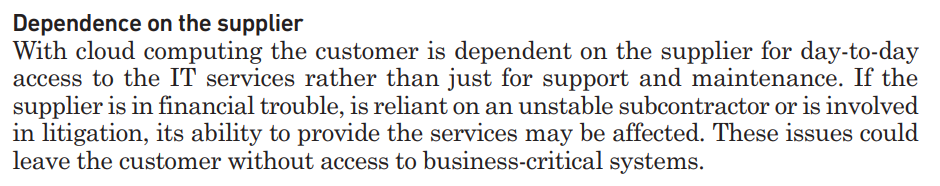 Dependence on the supplier
With cloud computing the customer is dependent on the supplier for day-to-day
access to the IT services rather than just for support and maintenance. If the
supplier is in financial trouble, is reliant on an unstable subcontractor or is involved
in litigation, its ability to provide the services may be affected. These issues could
leave the customer without access to business-critical systems.